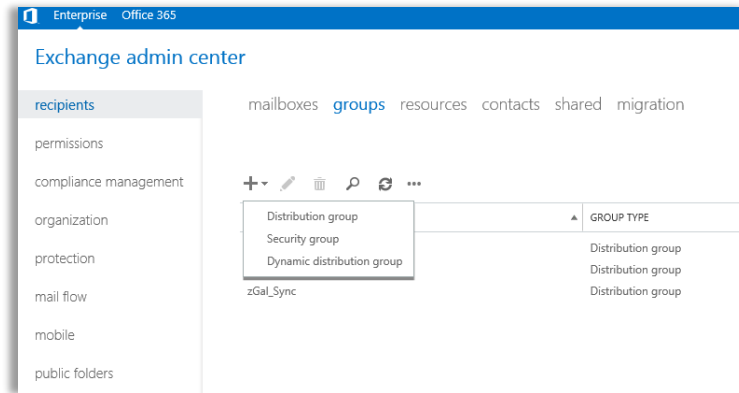 Enterprise Office 365
Exchange admin center
recipients
permissions
compliance management
organization
protection
mail flow
mobile
public folders
mailboxes groups resources contacts shared migration
Distribution group
Security group
Dynamic distribution group
GROUP TYPE
Distribution group
Distribution group
zGal_Sync Distribution group